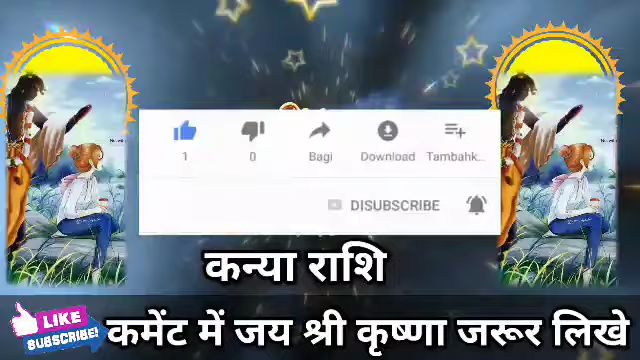 1 0 Bagi Download Tambahk...
DISUBSCRIBE
कन्या राशि
LIKE
SUBSCRIBE!
कमेंट में जय श्री कृष्णा जरूर लिखे